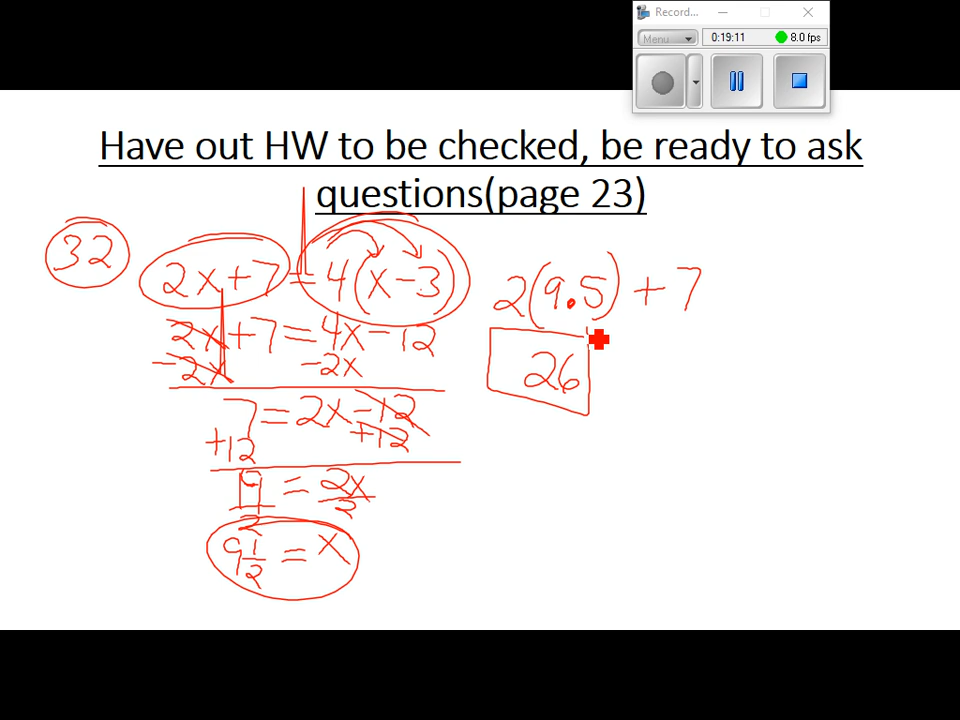 Record...
Menu 0:19:11 8.0 fps
Have out HW to be checked, be ready to ask
questions(page 23)
32
2x+7=4(x-3)
2x+7=4x-12
-2x -2x
7=2x-12
+12 +12
19 = 2x
2 2
9 1/2 = x
2(9.5)+7
26